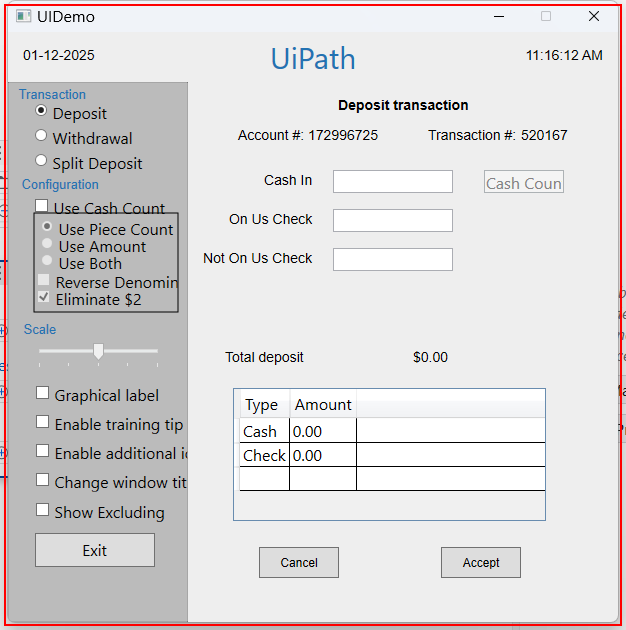 UIDemo
01-12-2025
UiPath
11:16:12 AM
Transaction
Deposit
Withdrawal
Split Deposit
Configuration
Use Cash Count
Use Piece Count
Use Amount
Use Both
Reverse Denomin
Eliminate $2
Scale
Graphical label
Enable training tip
Enable additional ic
Change window tit
Show Excluding
Exit
Deposit transaction
Account #: 172996725 Transaction #: 520167
Cash In
Cash Coun
On Us Check
Not On Us Check
Total deposit $0.00
Type Amount
Cash 0.00
Check 0.00
Cancel Accept